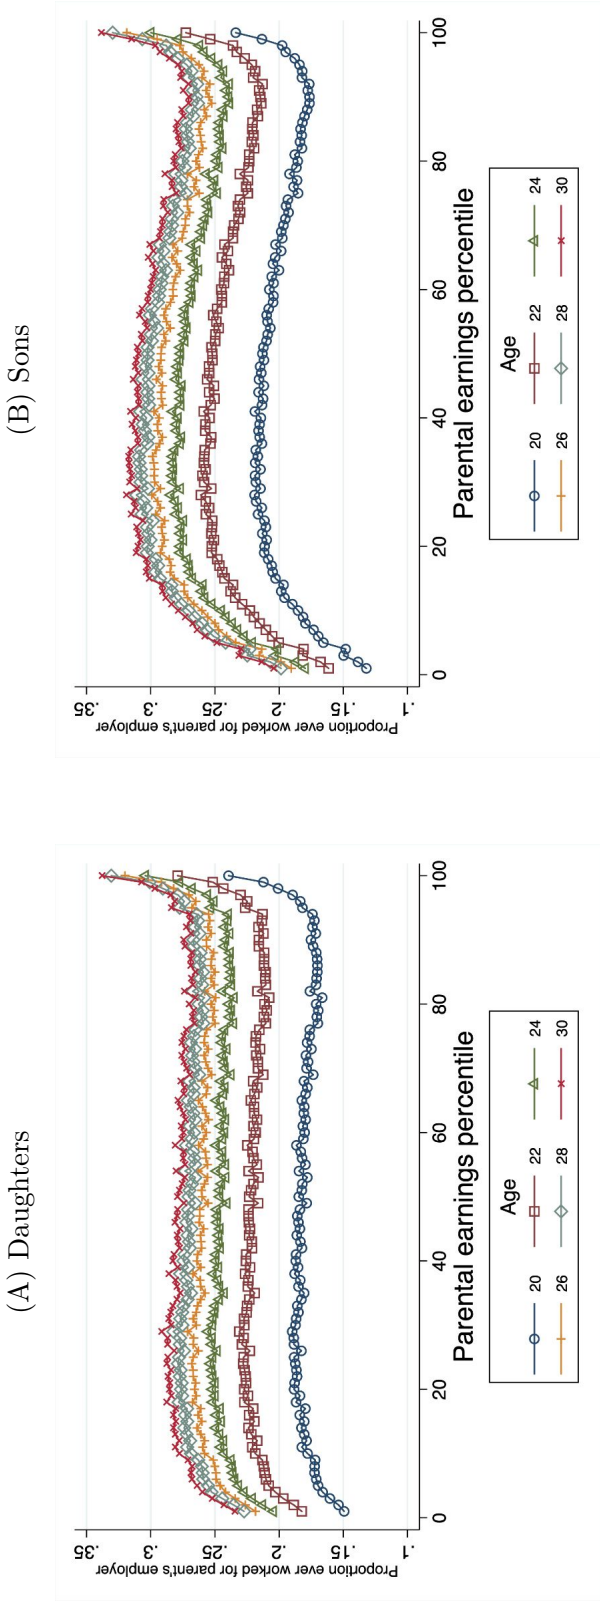 (A) Daughters
Proportion ever worked for parent's employer
.35
.3
.25
.2
.15
.1
0 20 40 60 80 100
Parental earnings percentile
Age
20 22 24
26 28 30
(B) Sons
Proportion ever worked for parent's employer
.35
.3
.25
.2
.15
.1
0 20 40 60 80 100
Parental earnings percentile
Age
20 22 24
26 28 30